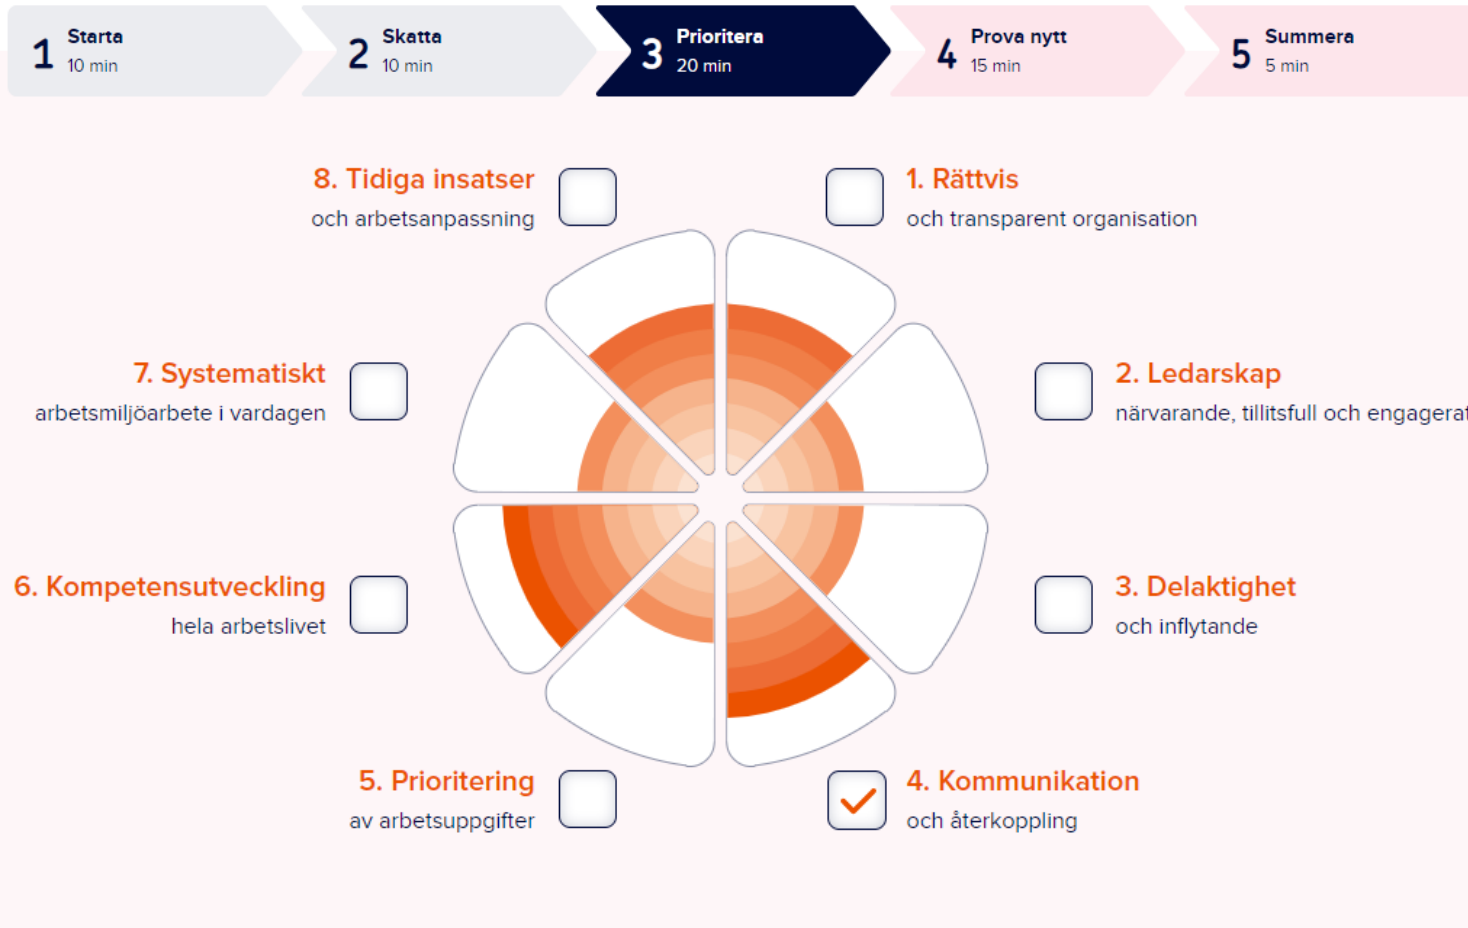 1 Starta
10 min
2 Skatta
10 min
3 Prioritera
20 min
4 Prova nytt
15 min
5 Summera
5 min
8. Tidiga insatser
och arbetsanpassning
1. Rättvis
och transparent organisation
7. Systematiskt
arbetsmiljöarbete i vardagen
2. Ledarskap
närvarande, tillitsfull och
6. Kompetensutveckling
hela arbetslivet
3. Delaktighet
och inflytande
5. Prioritering
av arbetsuppgifter
4. Kommunikation
och återkoppling